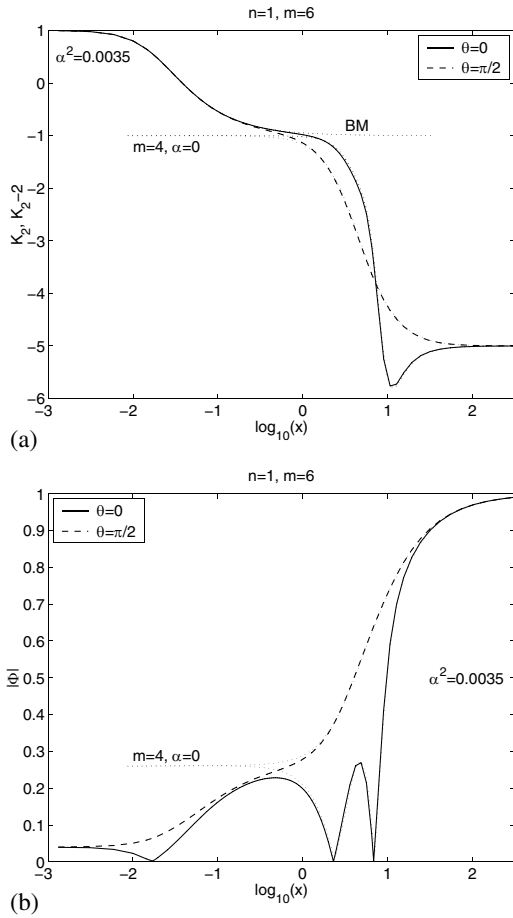 n=1, m=6
1
0
−1
−2
−3
−4
−5
−6
K₂, K₂−2
α²=0.0035
θ=0
θ=π/2
BM
m=4, α=0
−3
−2
−1
0
1
2
log₁₀(x)
(a)
n=1, m=6
1
0.9
0.8
0.7
0.6
0.5
0.4
0.3
0.2
0.1
0
|Φ|
θ=0
θ=π/2
α²=0.0035
m=4, α=0
−3
−2
−1
0
1
2
log₁₀(x)
(b)